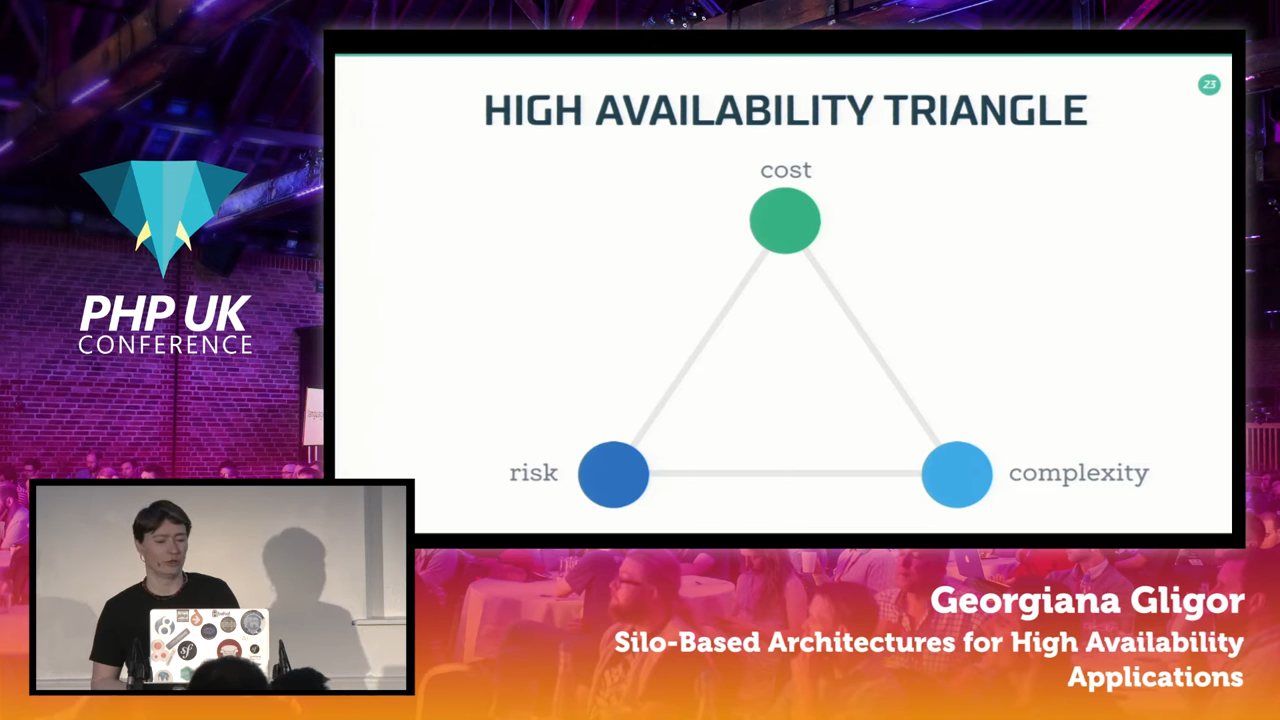 HIGH AVAILABILITY TRIANGLE
23
cost
risk
complexity
PHP UK
CONFERENCE
sf
Georgiana Gligor
Silo-Based Architectures for High Availability
Applications